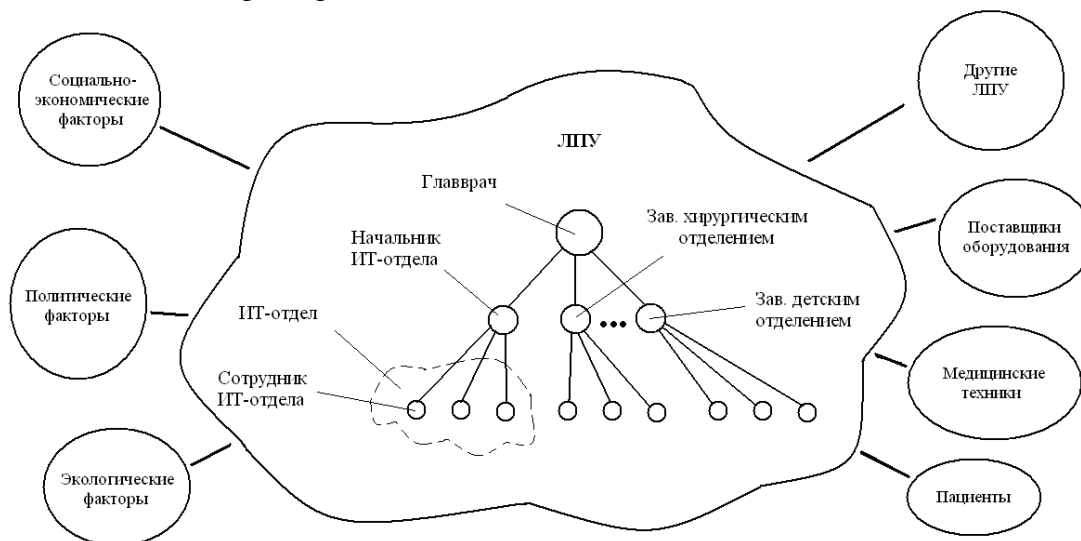 Социально-
экономические
факторы
Другие
ЛПУ
ЛПУ
Главврач
Зав. хирургическим
отделением
Поставщики
оборудования
Начальник
ИТ-отдела
Политические
факторы
ИТ-отдел
Зав. детским
отделением
Сотрудник
ИТ-отдела
Медицинские
техники
Экологические
факторы
Пациенты